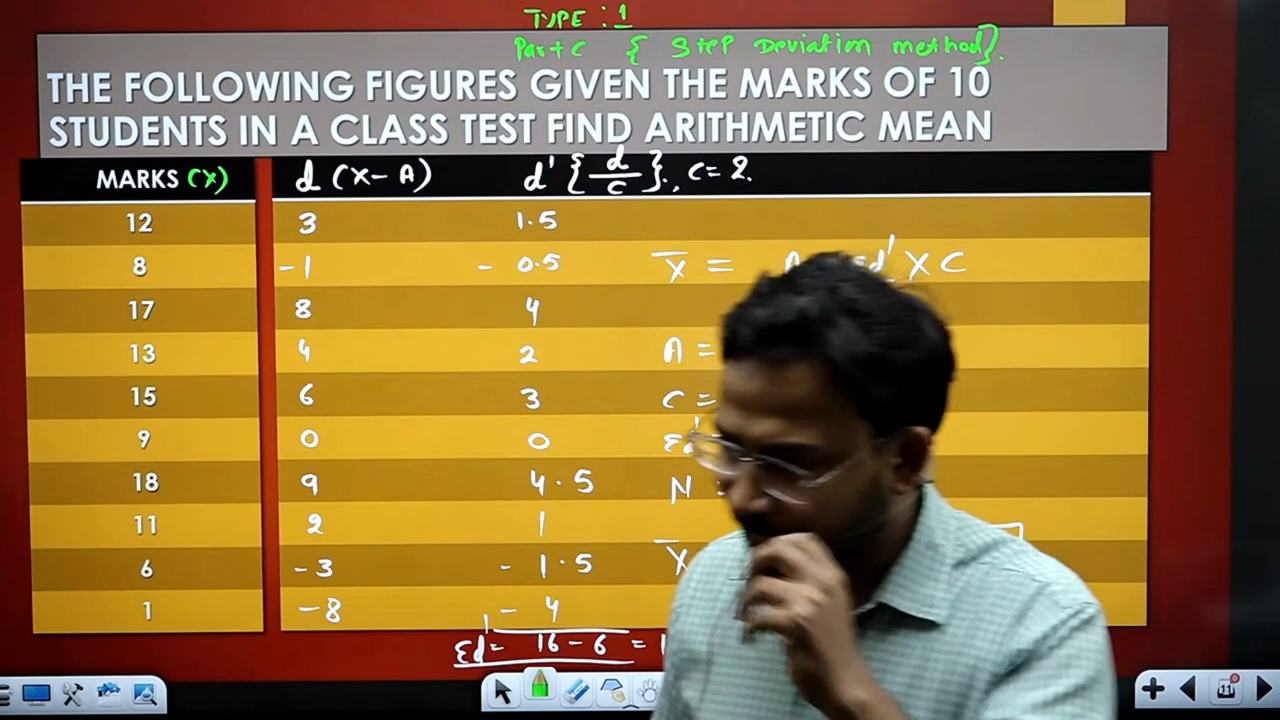 TYPE : 1
Part C { Step Deviation method}.
THE FOLLOWING FIGURES GIVEN THE MARKS OF 10
STUDENTS IN A CLASS TEST FIND ARITHMETIC MEAN
MARKS (X) d (X-A) d' {d/c}., C=2.
12 3 1.5
8 -1 - 0.5 X̅ = d' X C
17 8 4
13 4 2 A =
15 6 3 C =
9 0 0
18 9 4.5 N
11 2 1
6 -3 - 1.5 X̅
1 -8 - 4
Σd' = 16 - 6 =
11